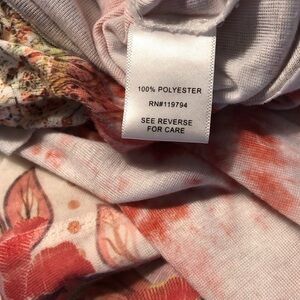 100% POLYESTER
RN#119794
SEE REVERSE
FOR CARE